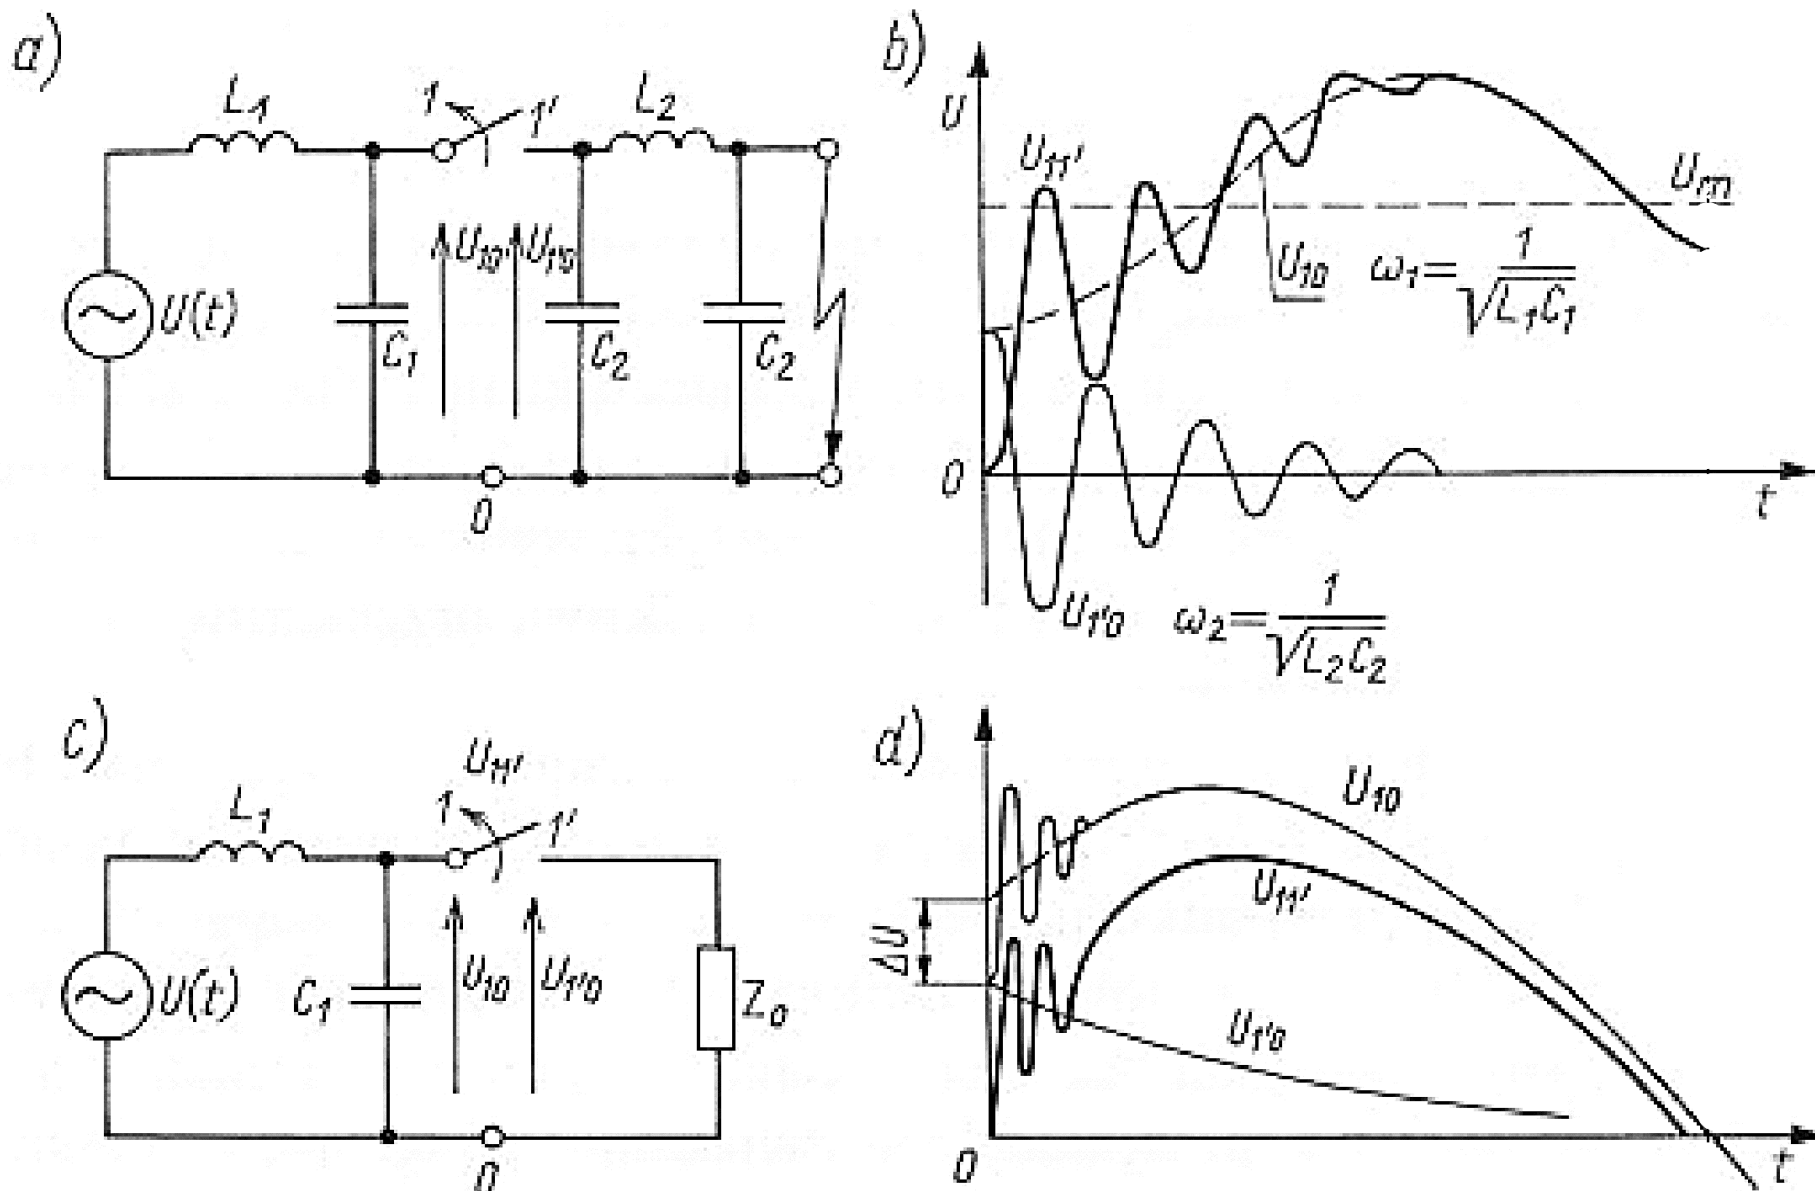 a)
L₁ 1 1' L₂
U(t) C₁ U₁₀ U₁'₀ C₂ C₂
0
b)
U
U₁₁'
Uₘ
U₁₀ ω₁=1/√L₁C₁
0 t
U₁'₀ ω₂=1/√L₂C₂
c)
U₁₁'
L₁ 1 1'
U(t) C₁ U₁₀ U₁'₀ Z₀
0
d)
U₁₀
U₁₁'
ΔU
U₁'₀
0 t